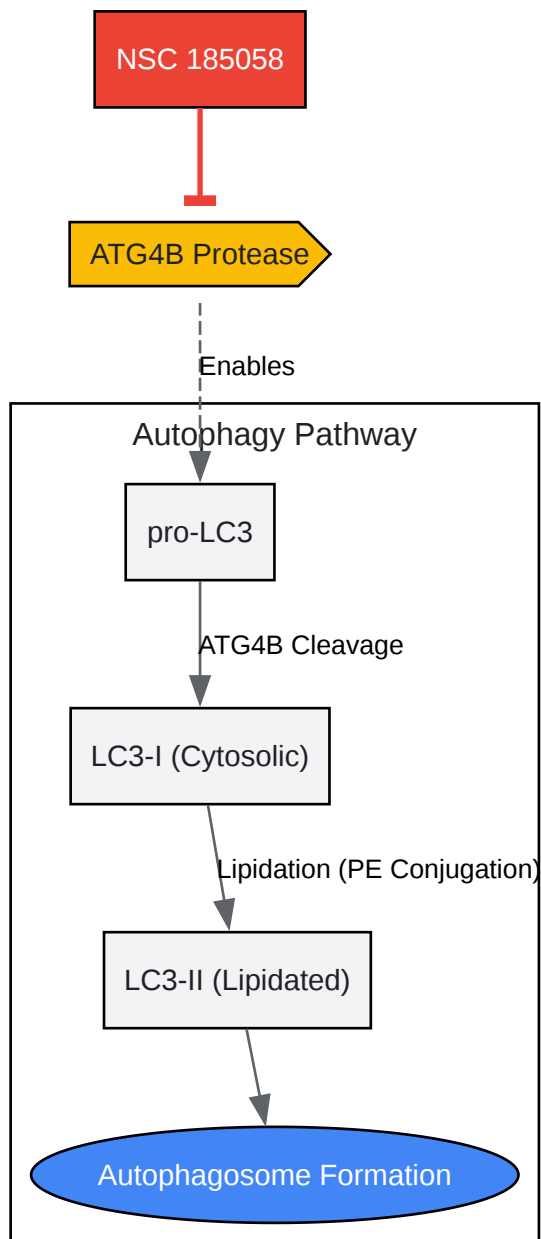 NSC 185058
ATG4B Protease
Enables
Autophagy Pathway
pro-LC3
ATG4B Cleavage
LC3-I (Cytosolic)
Lipidation (PE Conjugation)
LC3-II (Lipidated)
Autophagosome Formation